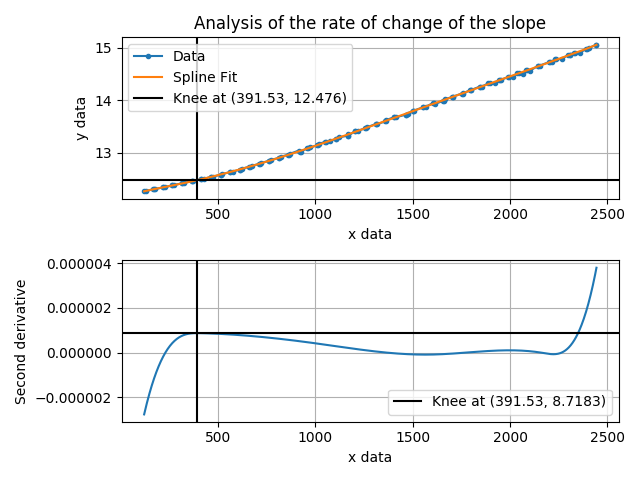 Analysis of the rate of change of the slope
15
14
13
y data
Data
Spline Fit
Knee at (391.53, 12.476)
500
1000
1500
2000
2500
x data
0.000004
0.000002
0.000000
−0.000002
Second derivative
Knee at (391.53, 8.7183)
500
1000
1500
2000
2500
x data